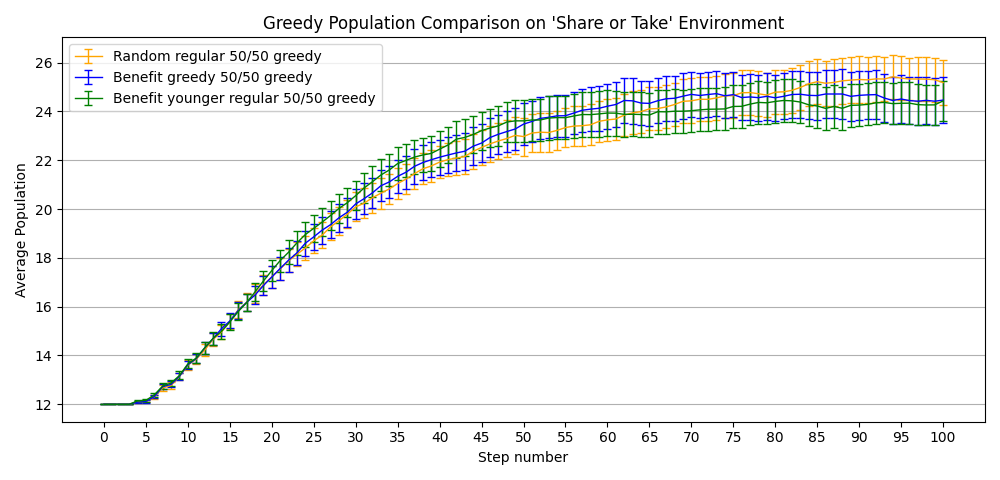 Greedy Population Comparison on 'Share or Take' Environment
Random regular 50/50 greedy
Benefit greedy 50/50 greedy
Benefit younger regular 50/50 greedy
Average Population
26
24
22
20
18
16
14
12
0 5 10 15 20 25 30 35 40 45 50 55 60 65 70 75 80 85 90 95 100
Step number